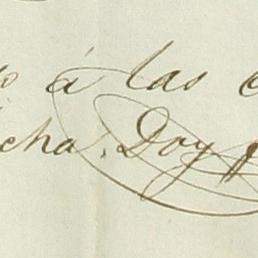 á las
cha. Doy